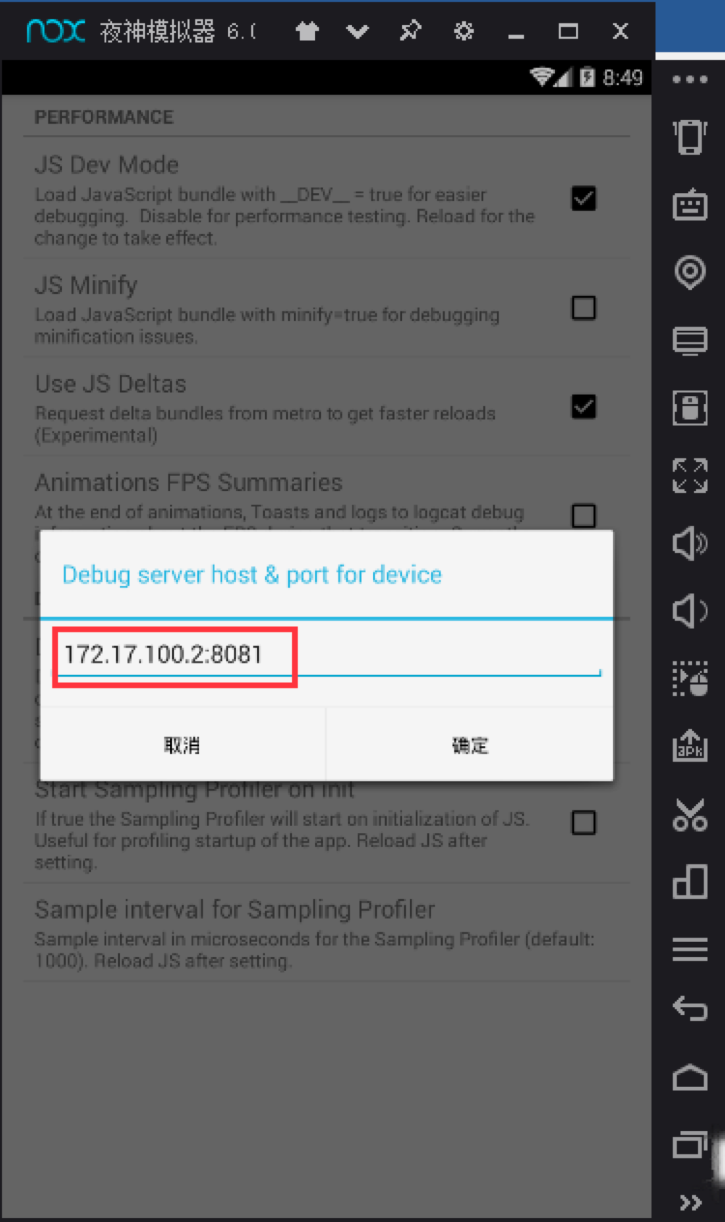 nox 夜神模拟器 6.(
8:49
PERFORMANCE
JS Dev Mode
Load JavaScript bundle with __DEV__ = true for easier
debugging. Disable for performance testing. Reload for the
change to take effect.
JS Minify
Load JavaScript bundle with minify=true for debugging
minification issues.
Use JS Deltas
Request delta bundles from metro to get faster reloads
(Experimental)
Animations FPS Summaries
At the end of animations, Toasts and logs to logcat debug
Debug server host & port for device
172.17.100.2:8081
取消
确定
Start Sampling Profiler on init
If true the Sampling Profiler will start on initialization of JS.
Useful for profiling startup of the app. Reload JS after
setting.
Sample interval for Sampling Profiler
Sample interval in microseconds for the Sampling Profiler (default:
1000). Reload JS after setting.